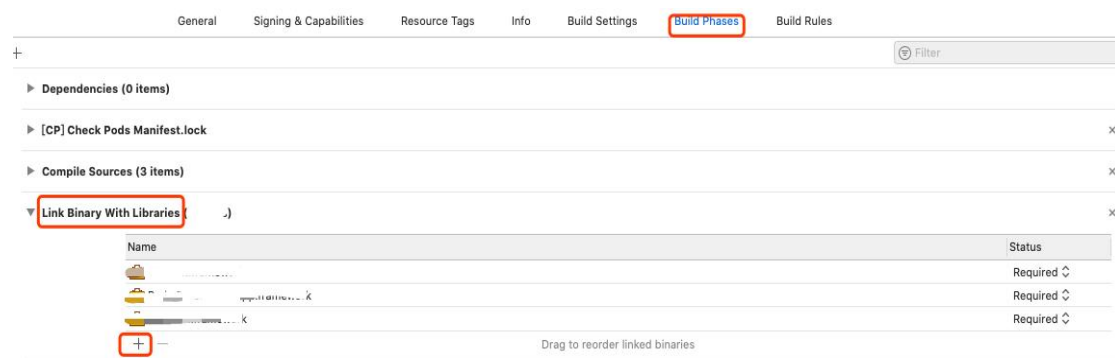 General Signing & Capabilities Resource Tags Info Build Settings Build Phases Build Rules
+ Filter
Dependencies (0 items)
[CP] Check Pods Manifest.lock
Compile Sources (3 items)
Link Binary With Libraries (
Name Status
Required
Required
Required
+ — Drag to reorder linked binaries